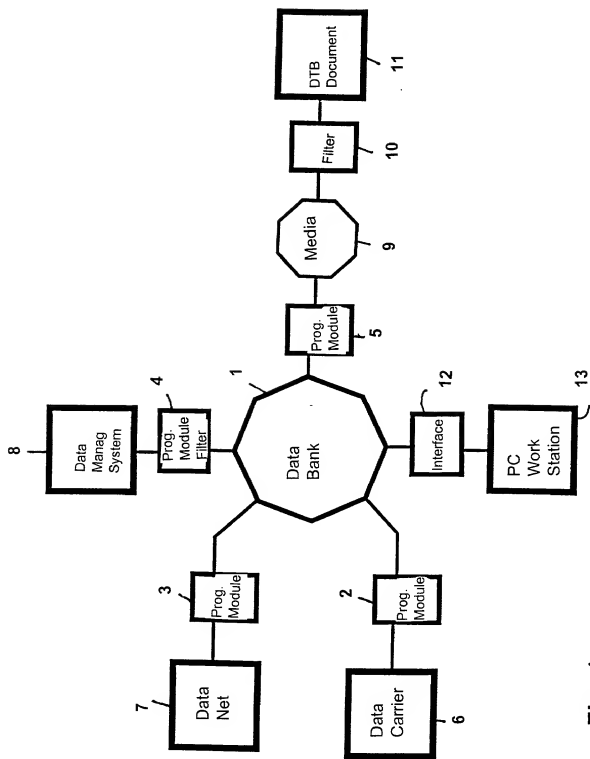 8
Data
Manag
System
4
Prog.
Module
Filter
1
Data
Bank
3
Prog.
Module
7
Data
Net
2
Prog.
Module
6
Data
Carrier
5
Prog.
Module
9
Media
10
Filter
11
DTB
Document
12
Interface
13
PC
Work
Station